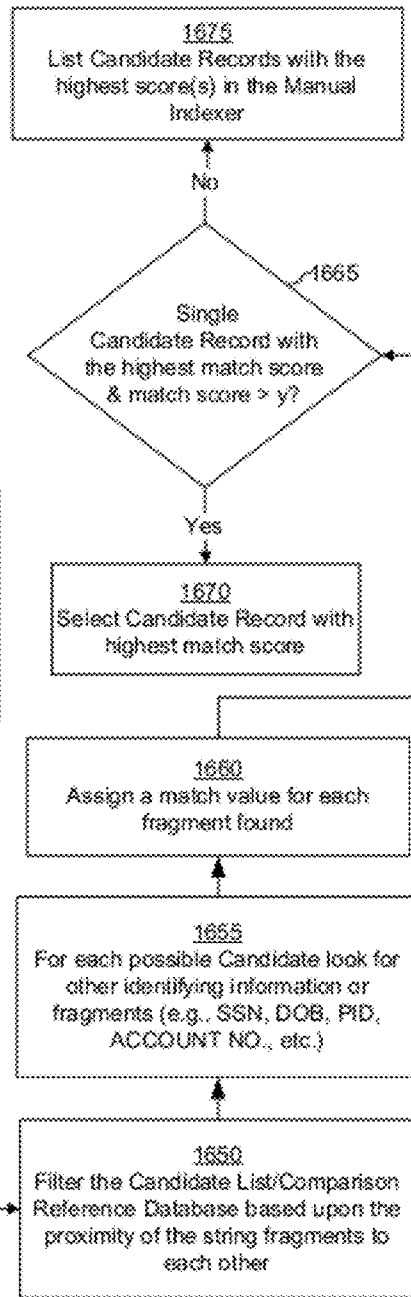 1675
List Candidate Records with the
highest score(s) in the Manual
Indexer
No
1665
Single
Candidate Record with
the highest match score
& match score > y?
Yes
1670
Select Candidate Record with
highest match score
1660
Assign a match value for each
fragment found
1655
For each possible Candidate look for
other identifying information or
fragments (e.g., SSN, DOB, PID,
ACCOUNT NO., etc.)
1650
Filter the Candidate List/Comparison
Reference Database based upon the
proximity of the string fragments to
each other